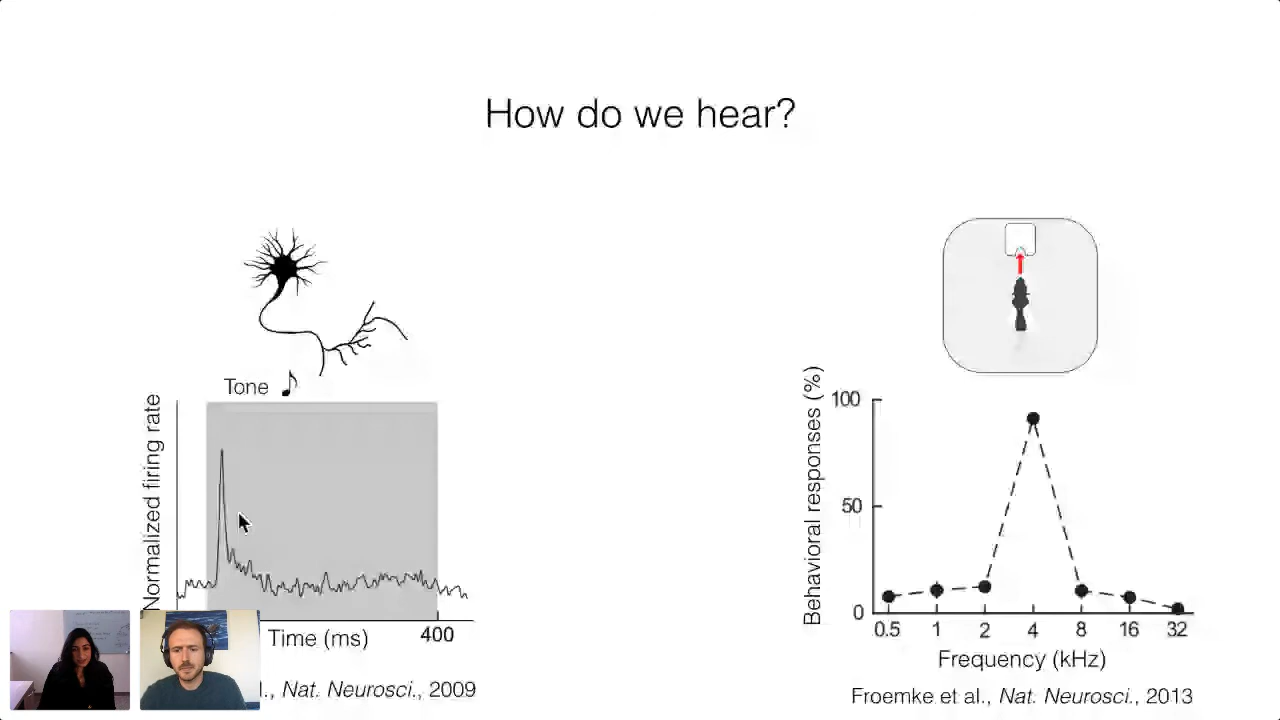 How do we hear?
Tone
Normalized firing rate
Time (ms)
400
l., Nat. Neurosci., 2009
Behavioral responses (%)
100
50
0
0.5 1 2 4 8 16 32
Frequency (kHz)
Froemke et al., Nat. Neurosci., 2013